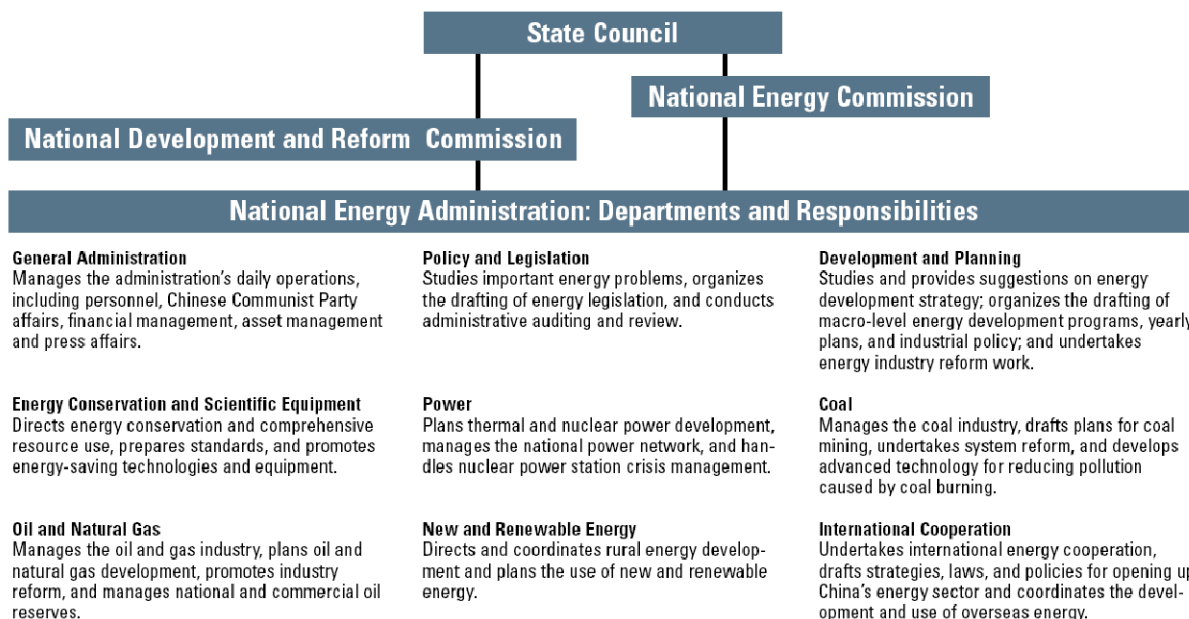 State Council
National Energy Commission
National Development and Reform Commission
National Energy Administration: Departments and Responsibilities
General Administration
Manages the administration's daily operations,
including personnel, Chinese Communist Party
affairs, financial management, asset management
and press affairs.
Policy and Legislation
Studies important energy problems, organizes
the drafting of energy legislation, and conducts
administrative auditing and review.
Development and Planning
Studies and provides suggestions on energy
development strategy; organizes the drafting of
macro-level energy development programs, yearly
plans, and industrial policy; and undertakes
energy industry reform work.
Energy Conservation and Scientific Equipment
Directs energy conservation and comprehensive
resource use, prepares standards, and promotes
energy-saving technologies and equipment.
Power
Plans thermal and nuclear power development,
manages the national power network, and han-
dles nuclear power station crisis management.
Coal
Manages the coal industry, drafts plans for coal
mining, undertakes system reform, and develops
advanced technology for reducing pollution
caused by coal burning.
Oil and Natural Gas
Manages the oil and gas industry, plans oil and
natural gas development, promotes industry
reform, and manages national and commercial oil
reserves.
New and Renewable Energy
Directs and coordinates rural energy develop-
ment and plans the use of new and renewable
energy.
International Cooperation
Undertakes international energy cooperation,
drafts strategies, laws, and policies for opening up
China's energy sector and coordinates the devel-
opment and use of overseas energy.